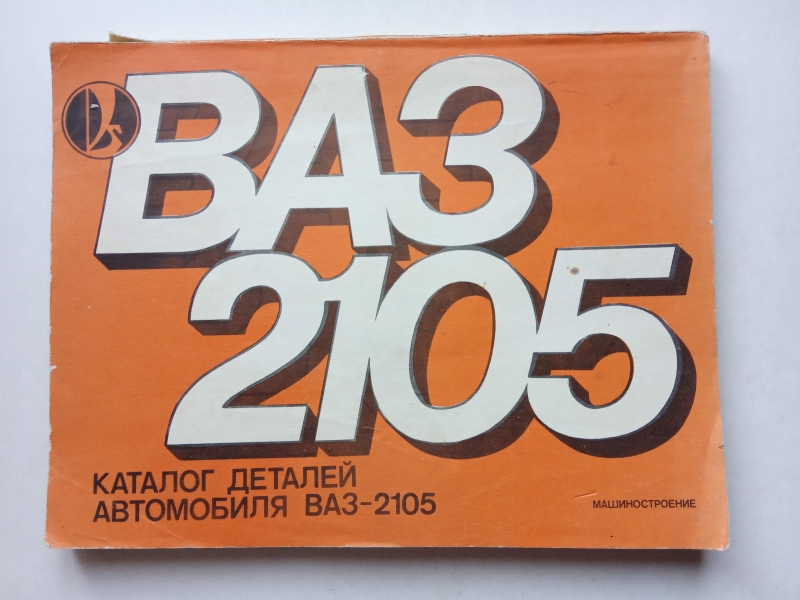 ВАЗ
2105
КАТАЛОГ ДЕТАЛЕЙ
АВТОМОБИЛЯ ВАЗ-2105
МАШИНОСТРОЕНИЕ